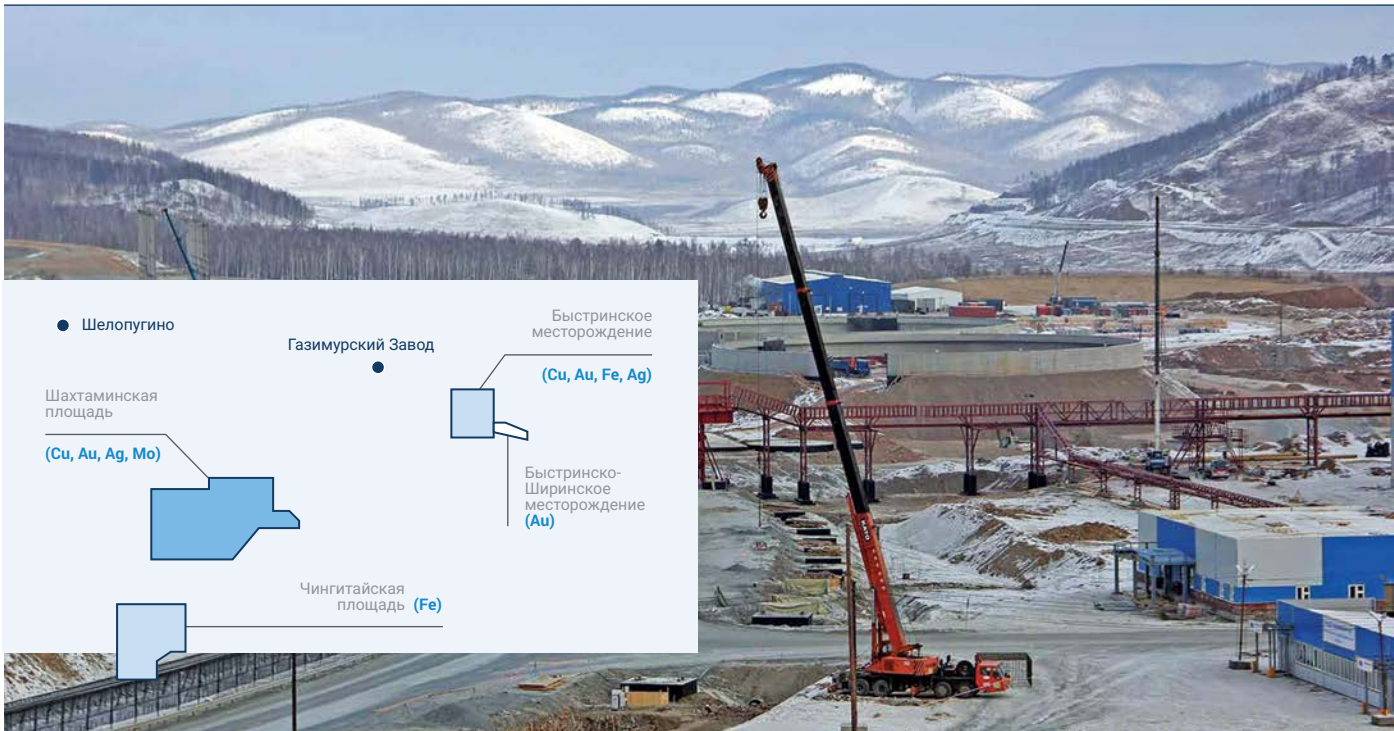 Шелопугино
Газимурский Завод
Быстринское
месторождение
(Cu, Au, Fe, Ag)
Шахтаминская
площадь
(Cu, Au, Ag, Mo)
Быстринско-
Ширинское
месторождение
(Au)
Чингитайская
площадь (Fe)
KATO